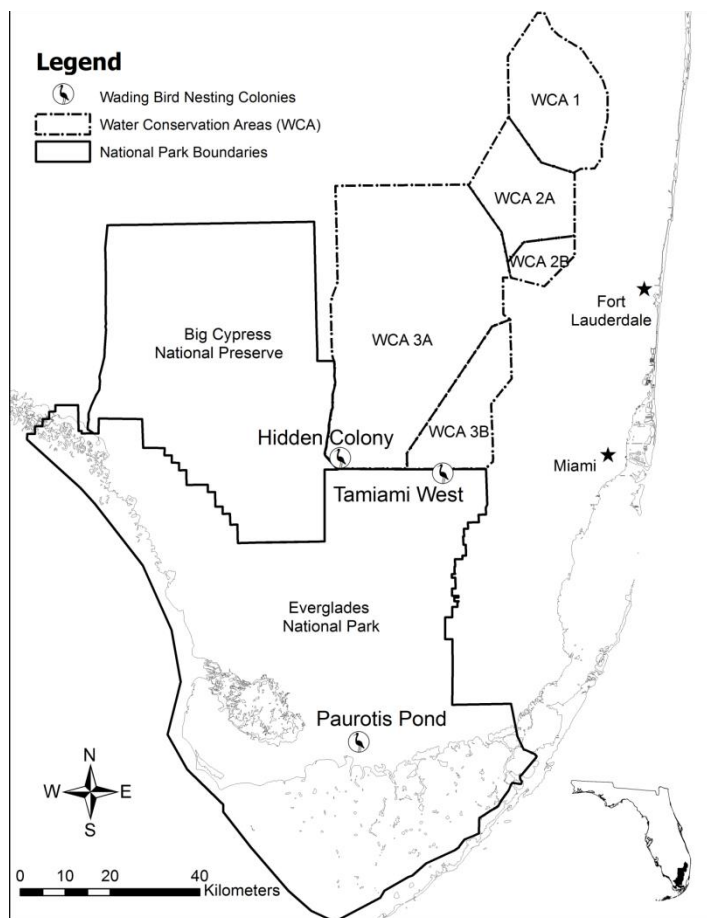 Legend
Wading Bird Nesting Colonies
Water Conservation Areas (WCA)
National Park Boundaries
WCA 1
WCA 2A
WCA 2B
Fort
Lauderdale
Big Cypress
National Preserve
WCA 3A
WCA 3B
Hidden Colony
Miami
Tamiami West
Everglades
National Park
Paurotis Pond
N
W E
S
0 10 20 40
Kilometers